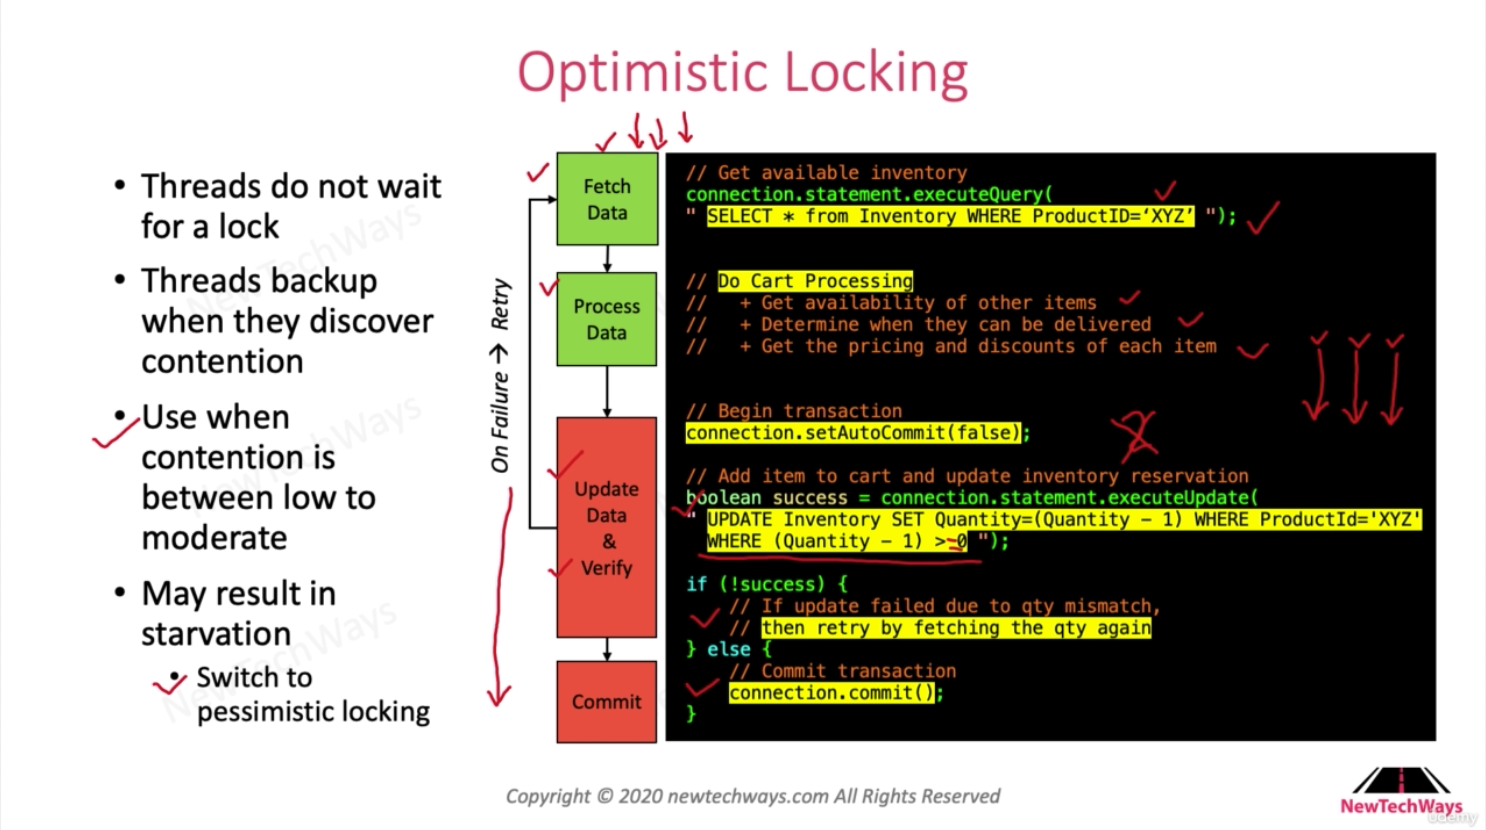 Optimistic Locking
• Threads do not wait
for a lock
• Threads backup
when they discover
contention
• Use when
contention is
between low to
moderate
• May result in
starvation
• Switch to
pessimistic locking
On Failure → Retry
Fetch
Data
Process
Data
Update
Data
&
Verify
Commit
// Get available inventory
connection.statement.executeQuery(
" SELECT * from Inventory WHERE ProductID=‘XYZ’ ");
// Do Cart Processing
// + Get availability of other items
// + Determine when they can be delivered
// + Get the pricing and discounts of each item
// Begin transaction
connection.setAutoCommit(false);
// Add item to cart and update inventory reservation
boolean success = connection.statement.executeUpdate(
" UPDATE Inventory SET Quantity=(Quantity - 1) WHERE ProductId='XYZ'
WHERE (Quantity - 1) >=0 ");
if (!success) {
// If update failed due to qty mismatch,
// then retry by fetching the qty again
} else {
// Commit transaction
connection.commit();
}
Copyright © 2020 newtechways.com All Rights Reserved
NewTechWays
udemy
NewTechWays
NewTechWays
NewTechWays